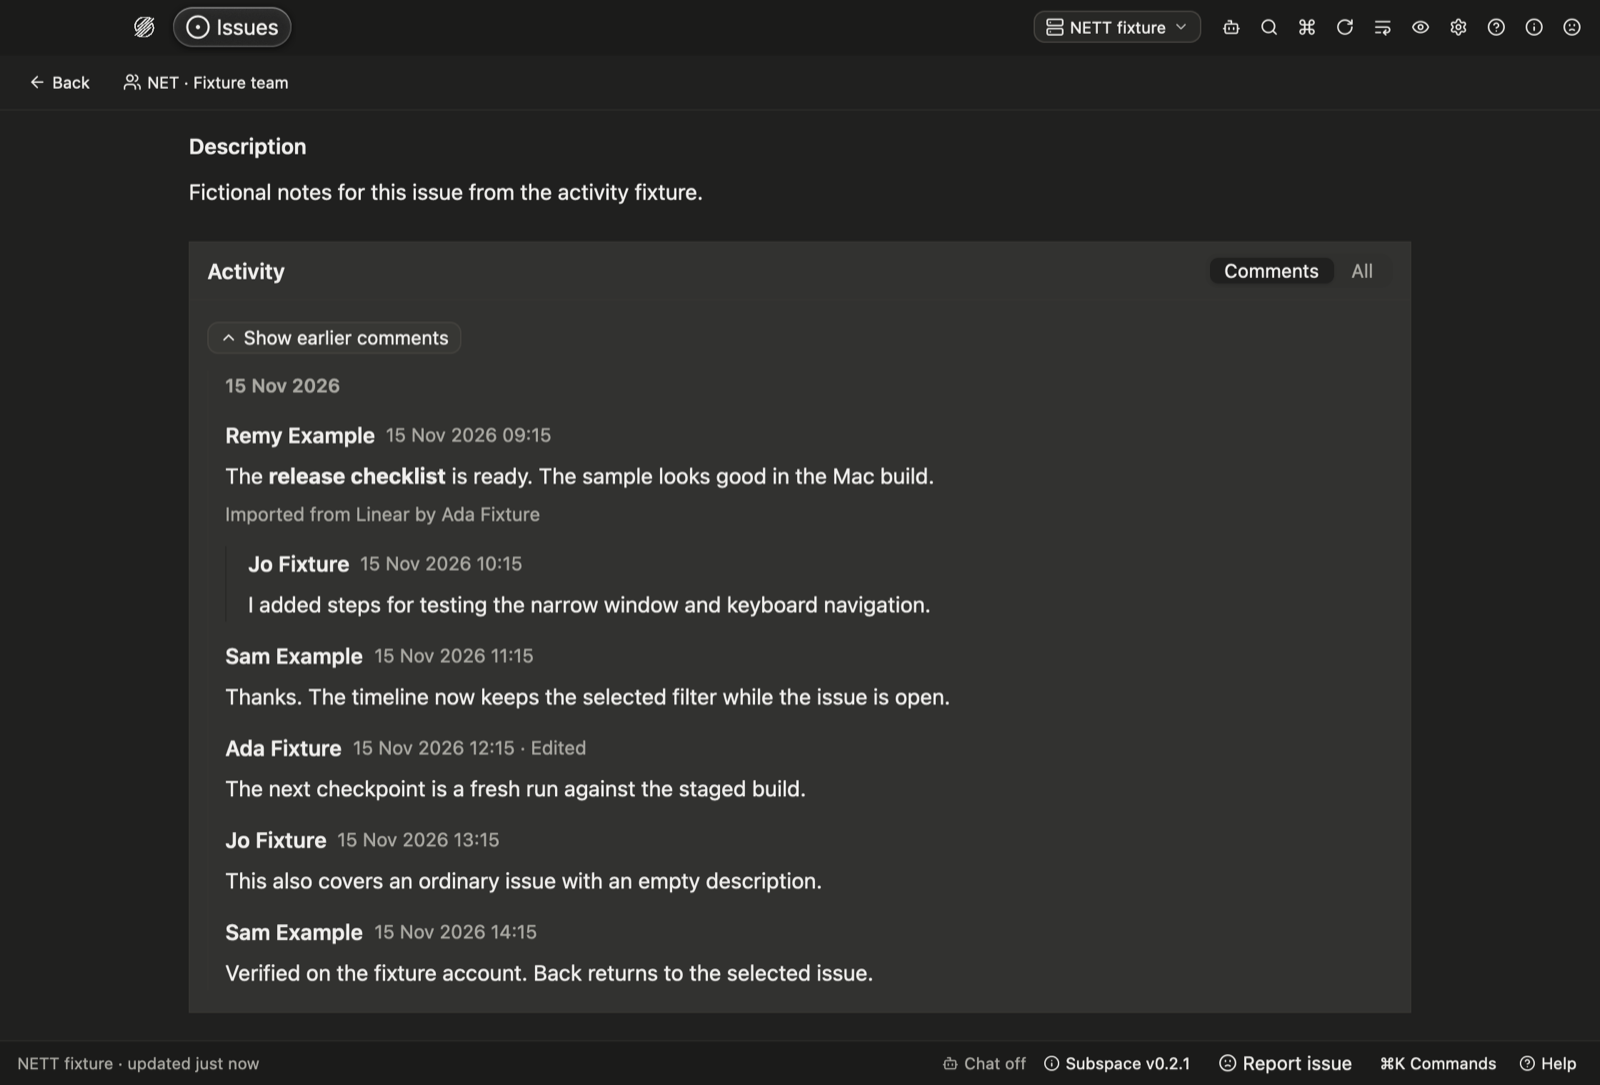 Issues
NETT fixture
Back
NET · Fixture team
Description
Fictional notes for this issue from the activity fixture.
Activity
Comments
All
Show earlier comments
15 Nov 2026
Remy Example 15 Nov 2026 09:15
The release checklist is ready. The sample looks good in the Mac build.
Imported from Linear by Ada Fixture
Jo Fixture 15 Nov 2026 10:15
I added steps for testing the narrow window and keyboard navigation.
Sam Example 15 Nov 2026 11:15
Thanks. The timeline now keeps the selected filter while the issue is open.
Ada Fixture 15 Nov 2026 12:15 · Edited
The next checkpoint is a fresh run against the staged build.
Jo Fixture 15 Nov 2026 13:15
This also covers an ordinary issue with an empty description.
Sam Example 15 Nov 2026 14:15
Verified on the fixture account. Back returns to the selected issue.
NETT fixture · updated just now
Chat off
Subspace v0.2.1
Report issue
⌘K Commands
Help